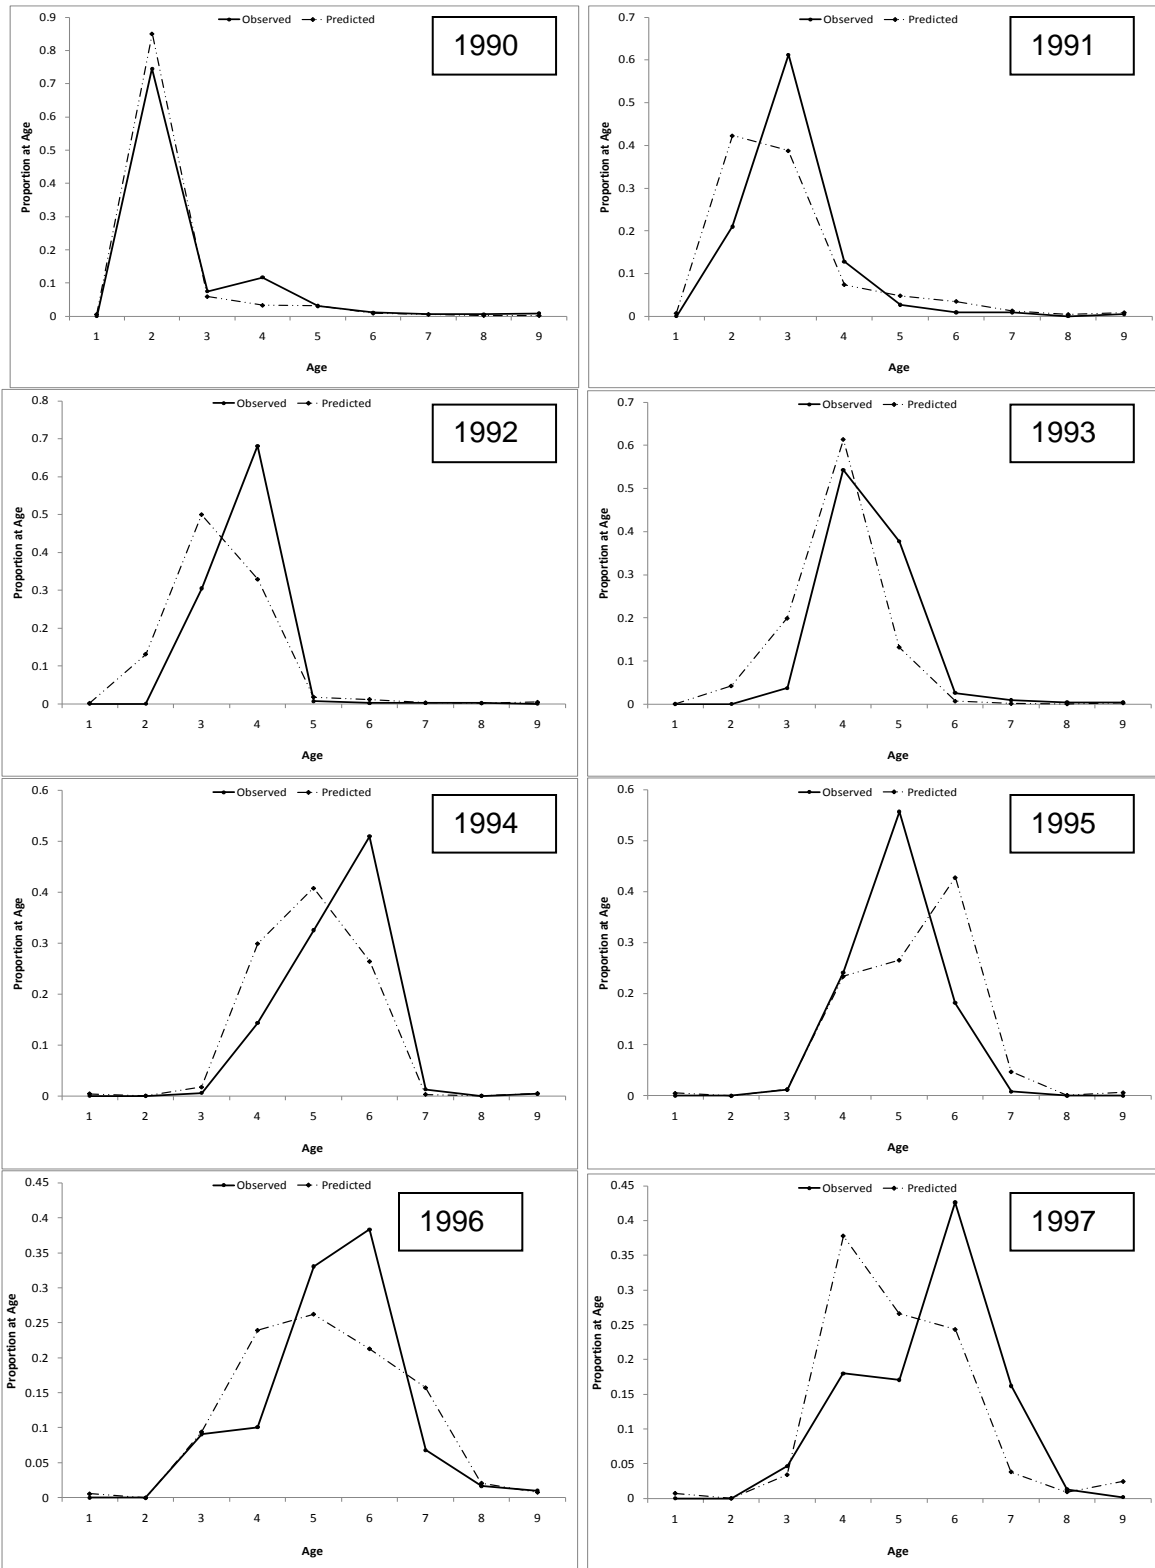 Observed Predicted
1990
Proportion at Age
0.9
0.8
0.7
0.6
0.5
0.4
0.3
0.2
0.1
0
1 2 3 4 5 6 7 8 9
Age
Observed Predicted
1991
Proportion at Age
0.7
0.6
0.5
0.4
0.3
0.2
0.1
0
1 2 3 4 5 6 7 8 9
Age
Observed Predicted
1992
Proportion at Age
0.8
0.7
0.6
0.5
0.4
0.3
0.2
0.1
0
1 2 3 4 5 6 7 8 9
Age
Observed Predicted
1993
Proportion at Age
0.7
0.6
0.5
0.4
0.3
0.2
0.1
0
1 2 3 4 5 6 7 8 9
Age
Observed Predicted
1994
Proportion at Age
0.6
0.5
0.4
0.3
0.2
0.1
0
1 2 3 4 5 6 7 8 9
Age
Observed Predicted
1995
Proportion at Age
0.6
0.5
0.4
0.3
0.2
0.1
0
1 2 3 4 5 6 7 8 9
Age
Observed Predicted
1996
Proportion at Age
0.45
0.4
0.35
0.3
0.25
0.2
0.15
0.1
0.05
0
1 2 3 4 5 6 7 8 9
Age
Observed Predicted
1997
Proportion at Age
0.45
0.4
0.35
0.3
0.25
0.2
0.15
0.1
0.05
0
1 2 3 4 5 6 7 8 9
Age